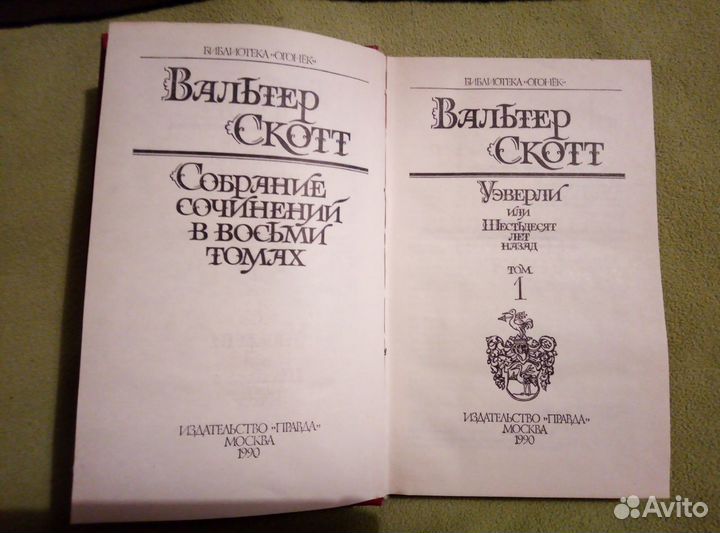 БИБЛИОТЕКА «ОГОНЁК»
ВАЛЬТЕР
СКОТТ
СОБРАНИЕ
СОЧИНЕНИЙ
В ВОСЬМИ
ТОМАХ
ИЗДАТЕЛЬСТВО «ПРАВДА»
МОСКВА
1990
БИБЛИОТЕКА «ОГОНЕК»
ВАЛЬТЕР
СКОТТ
УЭВЕРЛИ
ИЛИ
ШЕСТЬДЕСЯТ
ЛЕТ
НАЗАД
ТОМ
1
ИЗДАТЕЛЬСТВО «ПРАВДА»
МОСКВА
1990
Avito